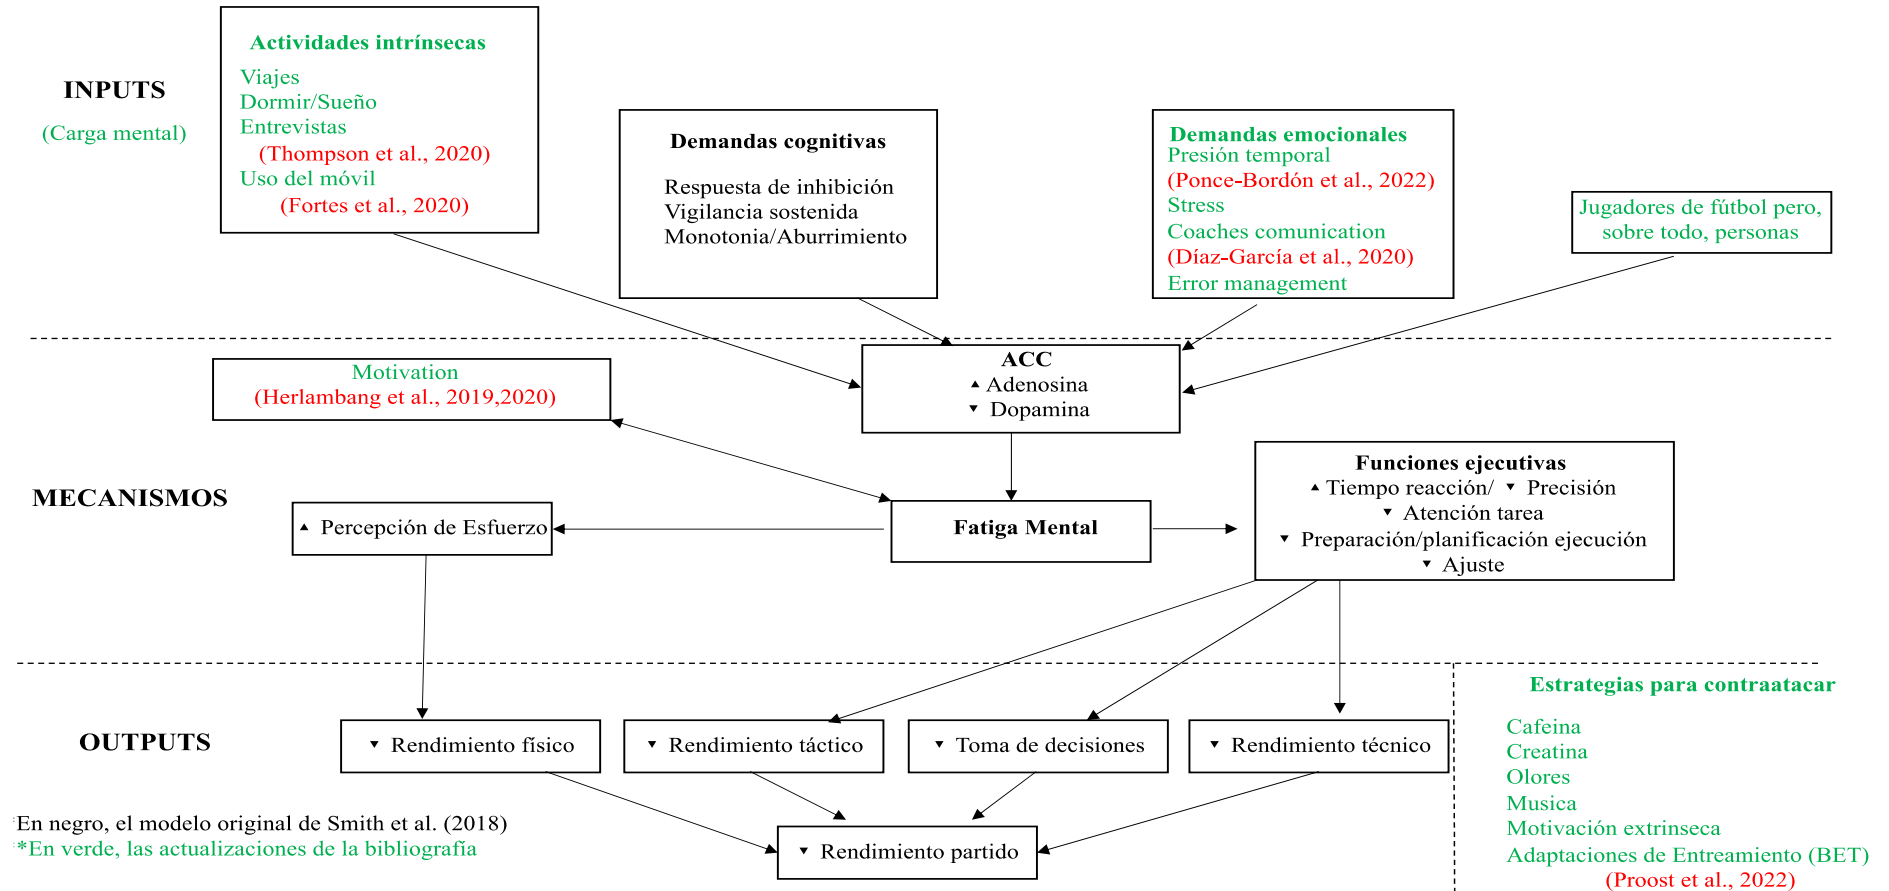 INPUTS
(Carga mental)
Actividades intrínsecas
Viajes
Dormir/Sueño
Entrevistas
(Thompson et al., 2020)
Uso del móvil
(Fortes et al., 2020)
Demandas cognitivas
Respuesta de inhibición
Vigilancia sostenida
Monotonia/Aburrimiento
Demandas emocionales
Presión temporal
(Ponce-Bordón et al., 2022)
Stress
Coaches comunication
(Díaz-García et al., 2020)
Error management
Jugadores de fútbol pero,
sobre todo, personas
MECANISMOS
Motivation
(Herlambang et al., 2019,2020)
ACC
▲ Adenosina
▼ Dopamina
▲ Percepción de Esfuerzo
Fatiga Mental
Funciones ejecutivas
▲ Tiempo reacción/ ▼ Precisión
▼ Atención tarea
▼ Preparación/planificación ejecución
▼ Ajuste
OUTPUTS
▼ Rendimiento físico
▼ Rendimiento táctico
▼ Toma de decisiones
▼ Rendimiento técnico
▼ Rendimiento partido
Estrategias para contraatacar
Cafeina
Creatina
Olores
Musica
Motivación extrinseca
Adaptaciones de Entreamiento (BET)
(Proost et al., 2022)
*En negro, el modelo original de Smith et al. (2018)
**En verde, las actualizaciones de la bibliografía